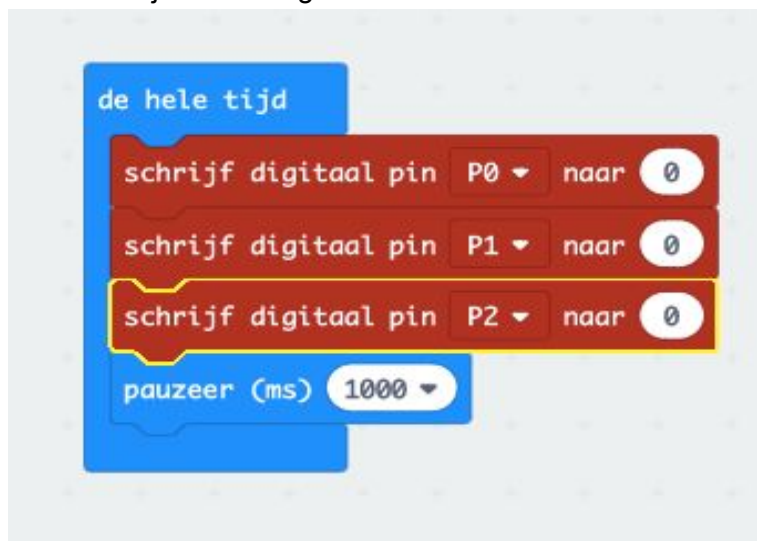 de hele tijd
schrijf digitaal pin P0 naar 0
schrijf digitaal pin P1 naar 0
schrijf digitaal pin P2 naar 0
pauzeer (ms) 1000